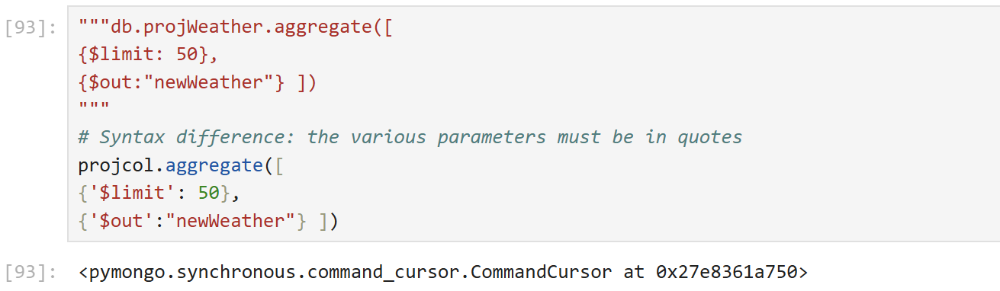 [93]: """db.projWeather.aggregate([
{$limit: 50},
{$out:"newWeather"} ])
"""
# Syntax difference: the various parameters must be in quotes
projcol.aggregate([
{'$limit': 50},
{'$out':"newWeather"} ])
[93]: <pymongo.synchronous.command_cursor.CommandCursor at 0x27e8361a750>